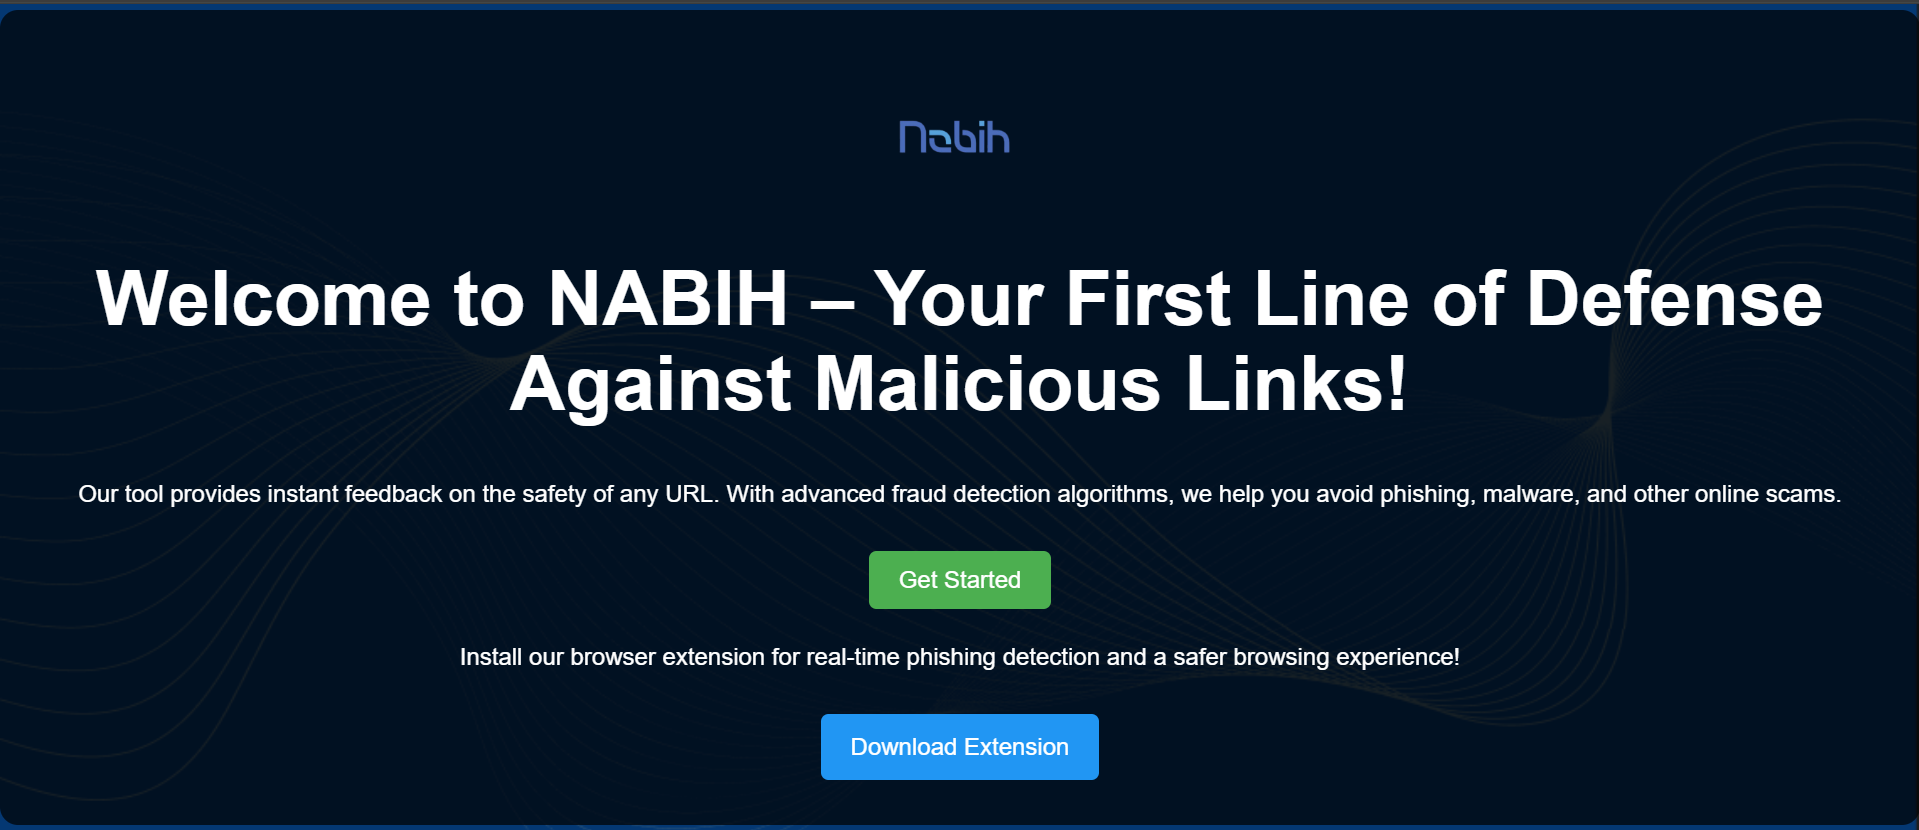 Nabih
Welcome to NABIH – Your First Line of Defense
Against Malicious Links!
Our tool provides instant feedback on the safety of any URL. With advanced fraud detection algorithms, we help you avoid phishing, malware, and other online scams.
Get Started
Install our browser extension for real-time phishing detection and a safer browsing experience!
Download Extension